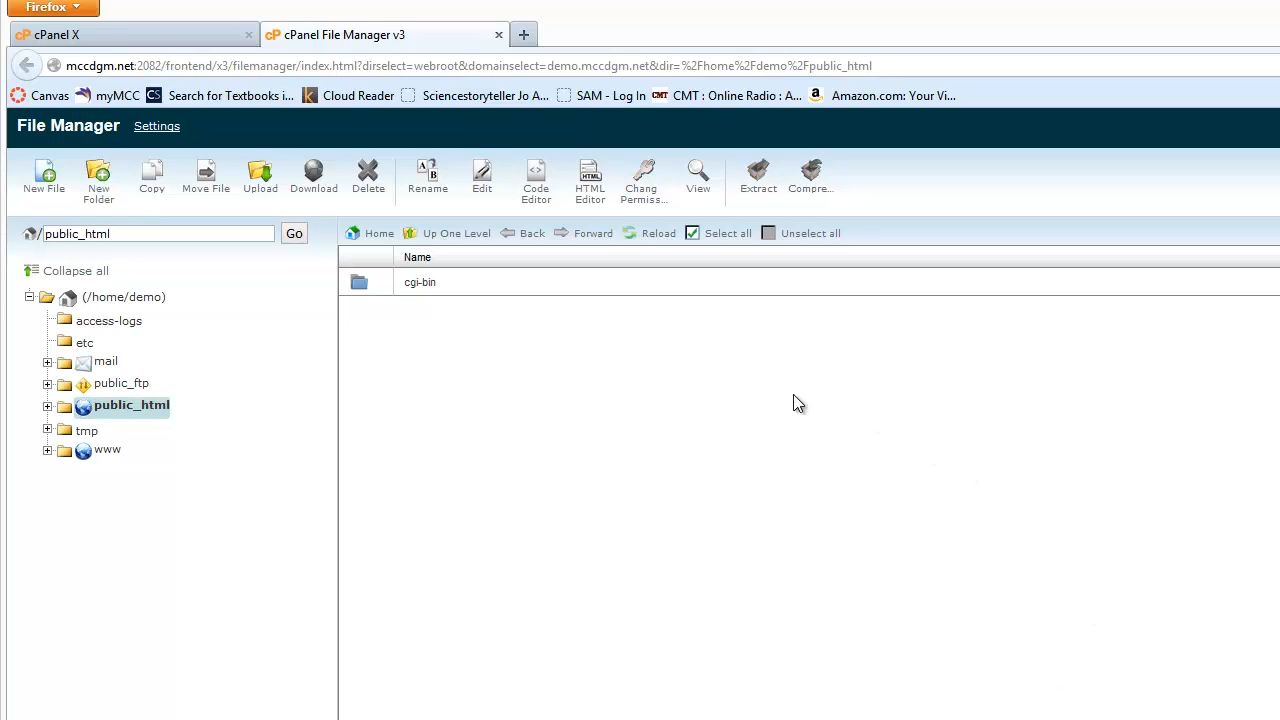 Firefox
cPanel X
cPanel File Manager v3
mccdgm.net:2082/frontend/x3/filemanager/index.html?dirselect=webroot&domainselect=demo.mccdgm.net&dir=%2Fhome%2Fdemo%2Fpublic_html
Canvas myMCC CS Search for Textbooks i... Cloud Reader Sciencestoryteller Jo A... SAM - Log In CMT CMT : Online Radio : A... Amazon.com: Your Vi...
File Manager Settings
New File
New Folder
Copy
Move File
Upload
Download
Delete
Rename
Edit
Code Editor
HTML Editor
Chang Permiss...
View
Extract
Compre...
/ public_html Go
Home Up One Level Back Forward Reload Select all Unselect all
Collapse all
Name
cgi-bin
(/home/demo)
access-logs
etc
mail
public_ftp
public_html
tmp
www